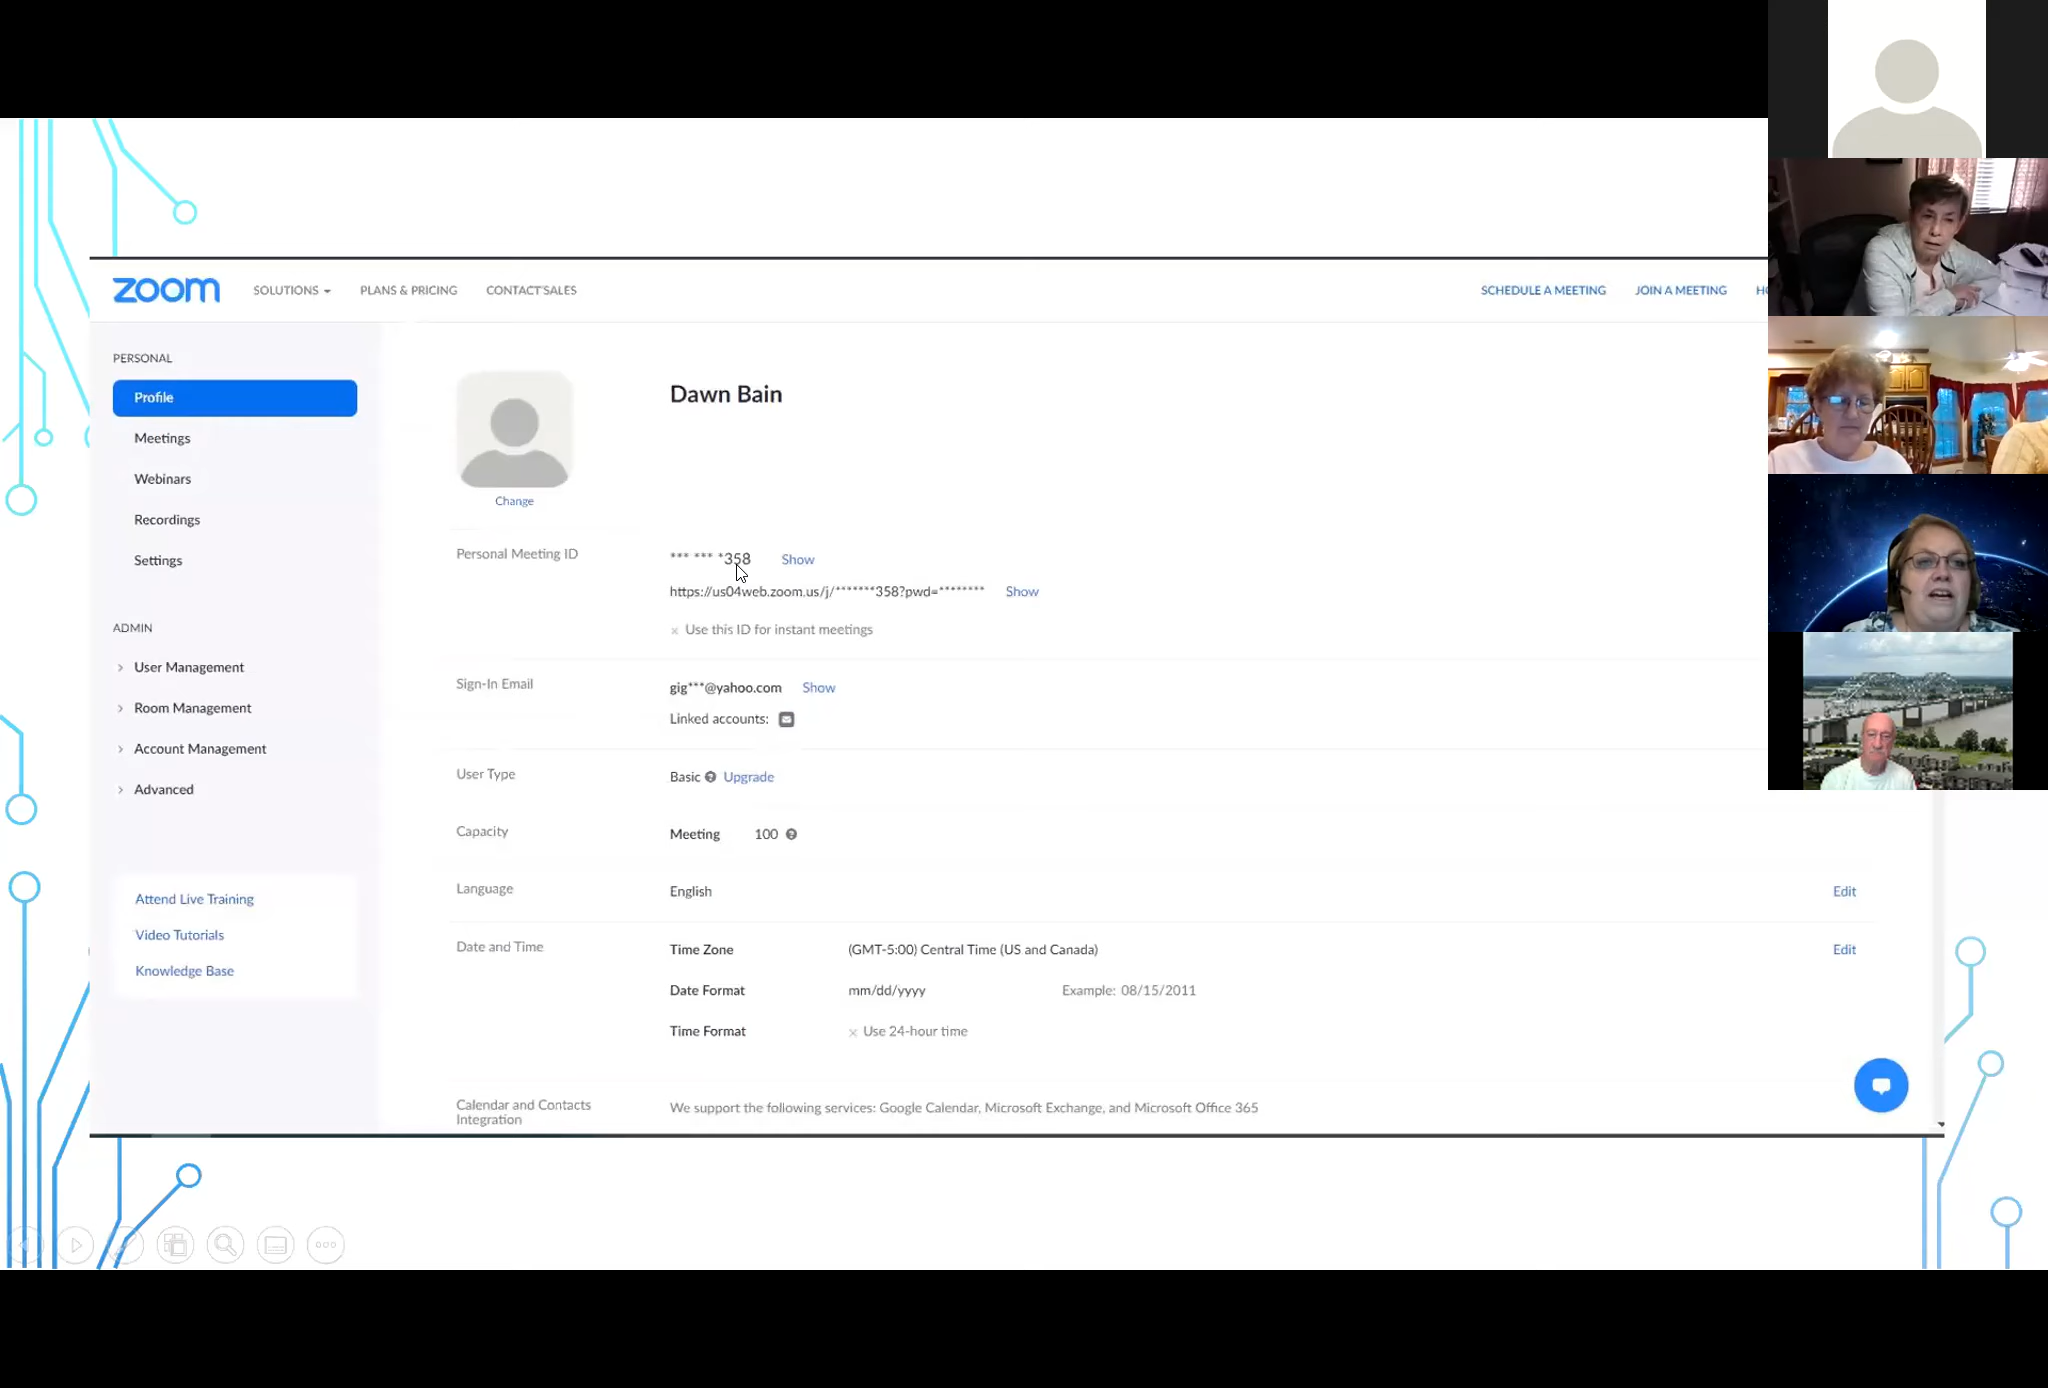 zoom SOLUTIONS PLANS & PRICING CONTACT SALES SCHEDULE A MEETING JOIN A MEETING
PERSONAL
Profile
Meetings
Webinars
Recordings
Settings
ADMIN
User Management
Room Management
Account Management
Advanced
Attend Live Training
Video Tutorials
Knowledge Base
Dawn Bain
Change
Personal Meeting ID *** *** *358 Show
https://us04web.zoom.us/j/*******358?pwd=******** Show
× Use this ID for instant meetings
Sign-In Email gig***@yahoo.com Show
Linked accounts:
User Type Basic Upgrade
Capacity Meeting 100
Language English Edit
Date and Time Time Zone (GMT-5:00) Central Time (US and Canada) Edit
Date Format mm/dd/yyyy Example: 08/15/2011
Time Format × Use 24-hour time
Calendar and Contacts
Integration
We support the following services: Google Calendar, Microsoft Exchange, and Microsoft Office 365